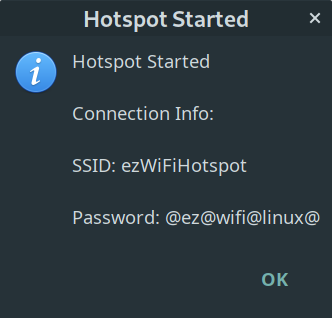 Hotspot Started
Hotspot Started
Connection Info:
SSID: ezWiFiHotspot
Password: @ez@wifi@linux@
OK